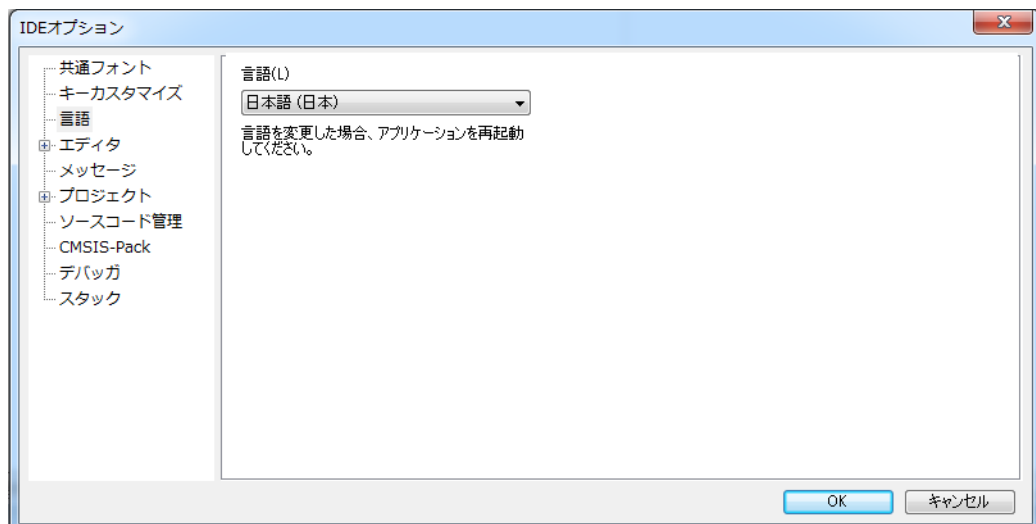 IDEオプション
共通フォント
キーカスタマイズ
言語
エディタ
メッセージ
プロジェクト
ソースコード管理
CMSIS-Pack
デバッガ
スタック
言語(L)
日本語 (日本)
言語を変更した場合、アプリケーションを再起動
してください。
OK
キャンセル